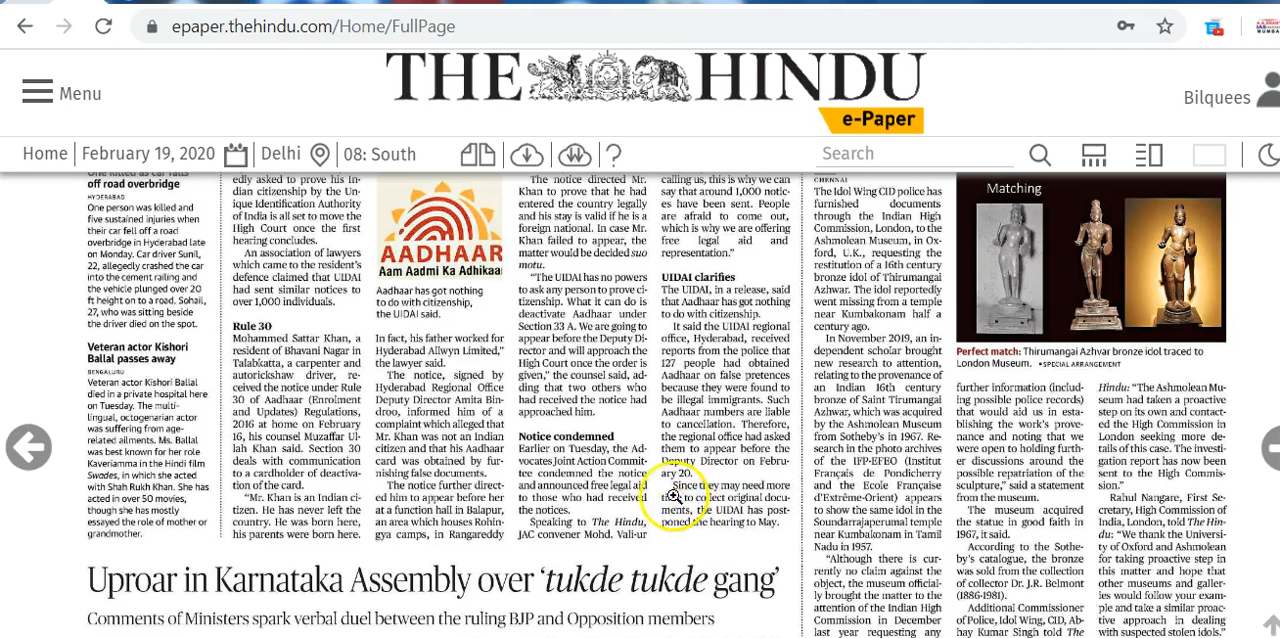 epaper.thehindu.com/Home/FullPage
Menu
THE HINDU
e-Paper
Bilquees
Home
February 19, 2020
Delhi
08: South
?
Search
One killed as car falls
off road overbridge
HYDERABAD
One person was killed and
five sustained injuries when
their car fell off a road
overbridge in Hyderabad late
on Monday. Car driver Sunil,
22, allegedly crashed the car
into the cement railing and
the vehicle plunged over 20
ft height on to a road. Sohail,
27, who was sitting beside
the driver died on the spot.
Veteran actor Kishori
Ballal passes away
BENGALURU
Veteran actor Kishori Ballal
died in a private hospital here
on Tuesday. The multi-
lingual, octogenarian actor
was suffering from age-
related ailments. Ms. Ballal
was best known for her role
Kaveriamma in the Hindi film
Swades, in which she
acted with Shah Rukh Khan. She
has acted in over 50 movies,
though she has mostly
essayed the role of mother or
grandmother.
edly asked to prove his In-
dian citizenship by the Un-
ique Identification Authority
of India is all set to move the
High Court once the first
hearing concludes.
An association of lawyers
which came to the resident's
defence claimed that UIDAI
had sent similar notices to
over 1,000 individuals.
Rule 30
Mohammed Sattar Khan, a
resident of Bhavani Nagar in
Talabkatta, a carpenter and
autorickshaw driver, re-
ceived the notice under Rule
30 of Aadhaar (Enrolment
and Updates) Regulations,
2016 at home on February
16, his counsel Muzaffar Ul-
lah Khan said. Section 30
deals with communication
to a cardholder of deactiva-
tion of the card.
"Mr. Khan is an Indian ci-
tizen. He has never left the
country. He was born here,
his parents were born here.
AADHAAR
Aam Aadmi Ka Adhikaa
Aadhaar has got nothing
to do with citizenship,
the UIDAI said.
In fact, his father worked for
Hyderabad Allwyn Limited,"
the lawyer said.
The notice, signed by
Hyderabad Regional Office
Deputy Director Amita Bin-
droo, informed him of a
complaint which alleged that
Mr. Khan was not an Indian
citizen and that his Aadhaar
card was obtained by fur-
nishing false documents.
The notice further direct-
ed him to appear before her
at a function hall in Balapur,
an area which houses Rohin-
gya camps, in Rangareddy
The notice directed Mr.
Khan to prove that he had
entered the country legally
and his stay is valid if he is a
foreign national. In case Mr.
Khan failed to appear, the
matter would be decided suo
motu.
"The UIDAI has no powers
to ask any person to prove ci-
tizenship. What it can do is
deactivate Aadhaar under
Section 33 A. We are going to
appear before the Deputy Di-
rector and will approach the
High Court once the order is
given," the counsel said, ad-
ding that two others who
had received the notice had
approached him.
Notice condemned
Earlier on Tuesday, the Ad-
vocates Joint Action Commit-
tee condemned the notice
and announced free legal aid
to those who had received
the notices.
Speaking to The Hindu,
JAC convener Mohd. Vali-ur
calling us, this is why we can
say that around 1,000 notic-
es have been sent. People
are afraid to come out,
which is why we are offering
free legal aid and
representation."
UIDAI clarifies
The UIDAI, in a release, said
that Aadhaar has got nothing
to do with citizenship.
It said the UIDAI regional
office, Hyderabad, received
reports from the police that
127 people had obtained
Aadhaar on false pretences
because they were found to
be illegal immigrants. Such
Aadhaar numbers are liable
to cancellation. Therefore,
the regional office had asked
them to appear before the
Deputy Director on Febru-
ary 20.
Since they may need more
to collect original docu-
ments, the UIDAI has post-
poned the hearing to May.
CHENNAI
The Idol Wing CID police has
furnished documents
through the Indian High
Commission, London, to the
Ashmolean Museum, in Ox-
ford, U.K., requesting the
restitution of a 16th century
bronze idol of Thirumangai
Azhvar. The idol reportedly
went missing from a temple
near Kumbakonam half a
century ago.
In November 2019, an in-
dependent scholar brought
new research to attention,
relating to the provenance of
an Indian 16th century
bronze of Saint Tirumangai
Azhwar, which was acquired
by the Ashmolean Museum
from Sotheby's in 1967. Re-
search in the photo archives
of the IFP-EFEO (Institut
Français de Pondicherry
and the Ecole Française
d'Extrême-Orient) appears
to show the same idol in the
Soundarrajaperumal temple
near Kumbakonam in Tamil
Nadu in 1957.
"Although there is cur-
rently no claim against the
object, the museum official-
ly brought the matter to the
attention of the Indian High
Commission in December
last year requesting any
Matching
Perfect match: Thirumangai Azhvar bronze idol traced to
London Museum. •SPECIAL ARRANGEMENT
further information (includ-
ing possible police records)
that would aid us in esta-
blishing the work's prove-
nance and noting that we
were open to holding furth-
er discussions around the
possible repatriation of the
sculpture," said a statement
from the museum.
The museum acquired
the statue in good faith in
1967, it said.
According to the Sothe-
by's catalogue, the bronze
was sold from the collection
of collector Dr. J.R. Belmont
(1886-1981).
Additional Commissioner
of Police, Idol Wing, CID, Ab-
hay Kumar Singh told The
Hindu: "The Ashmolean Mu-
seum had taken a proactive
step on its own and contact-
ed the High Commission in
London seeking more de-
tails of this case. The investi-
gation report has now been
sent to the High Commis-
sion."
Rahul Nangare, First Se-
cretary, High Commission of
India, London, told The Hin-
du: "We thank the Universi-
ty of Oxford and Ashmolean
for taking proactive step in
this matter and hope that
other museums and galler-
ies would follow your exam-
ple and take a similar proac-
tive approach in dealing
with suspected stolen idols."
Uproar in Karnataka Assembly over 'tukde tukde gang'
Comments of Ministers spark verbal duel between the ruling BJP and Opposition members